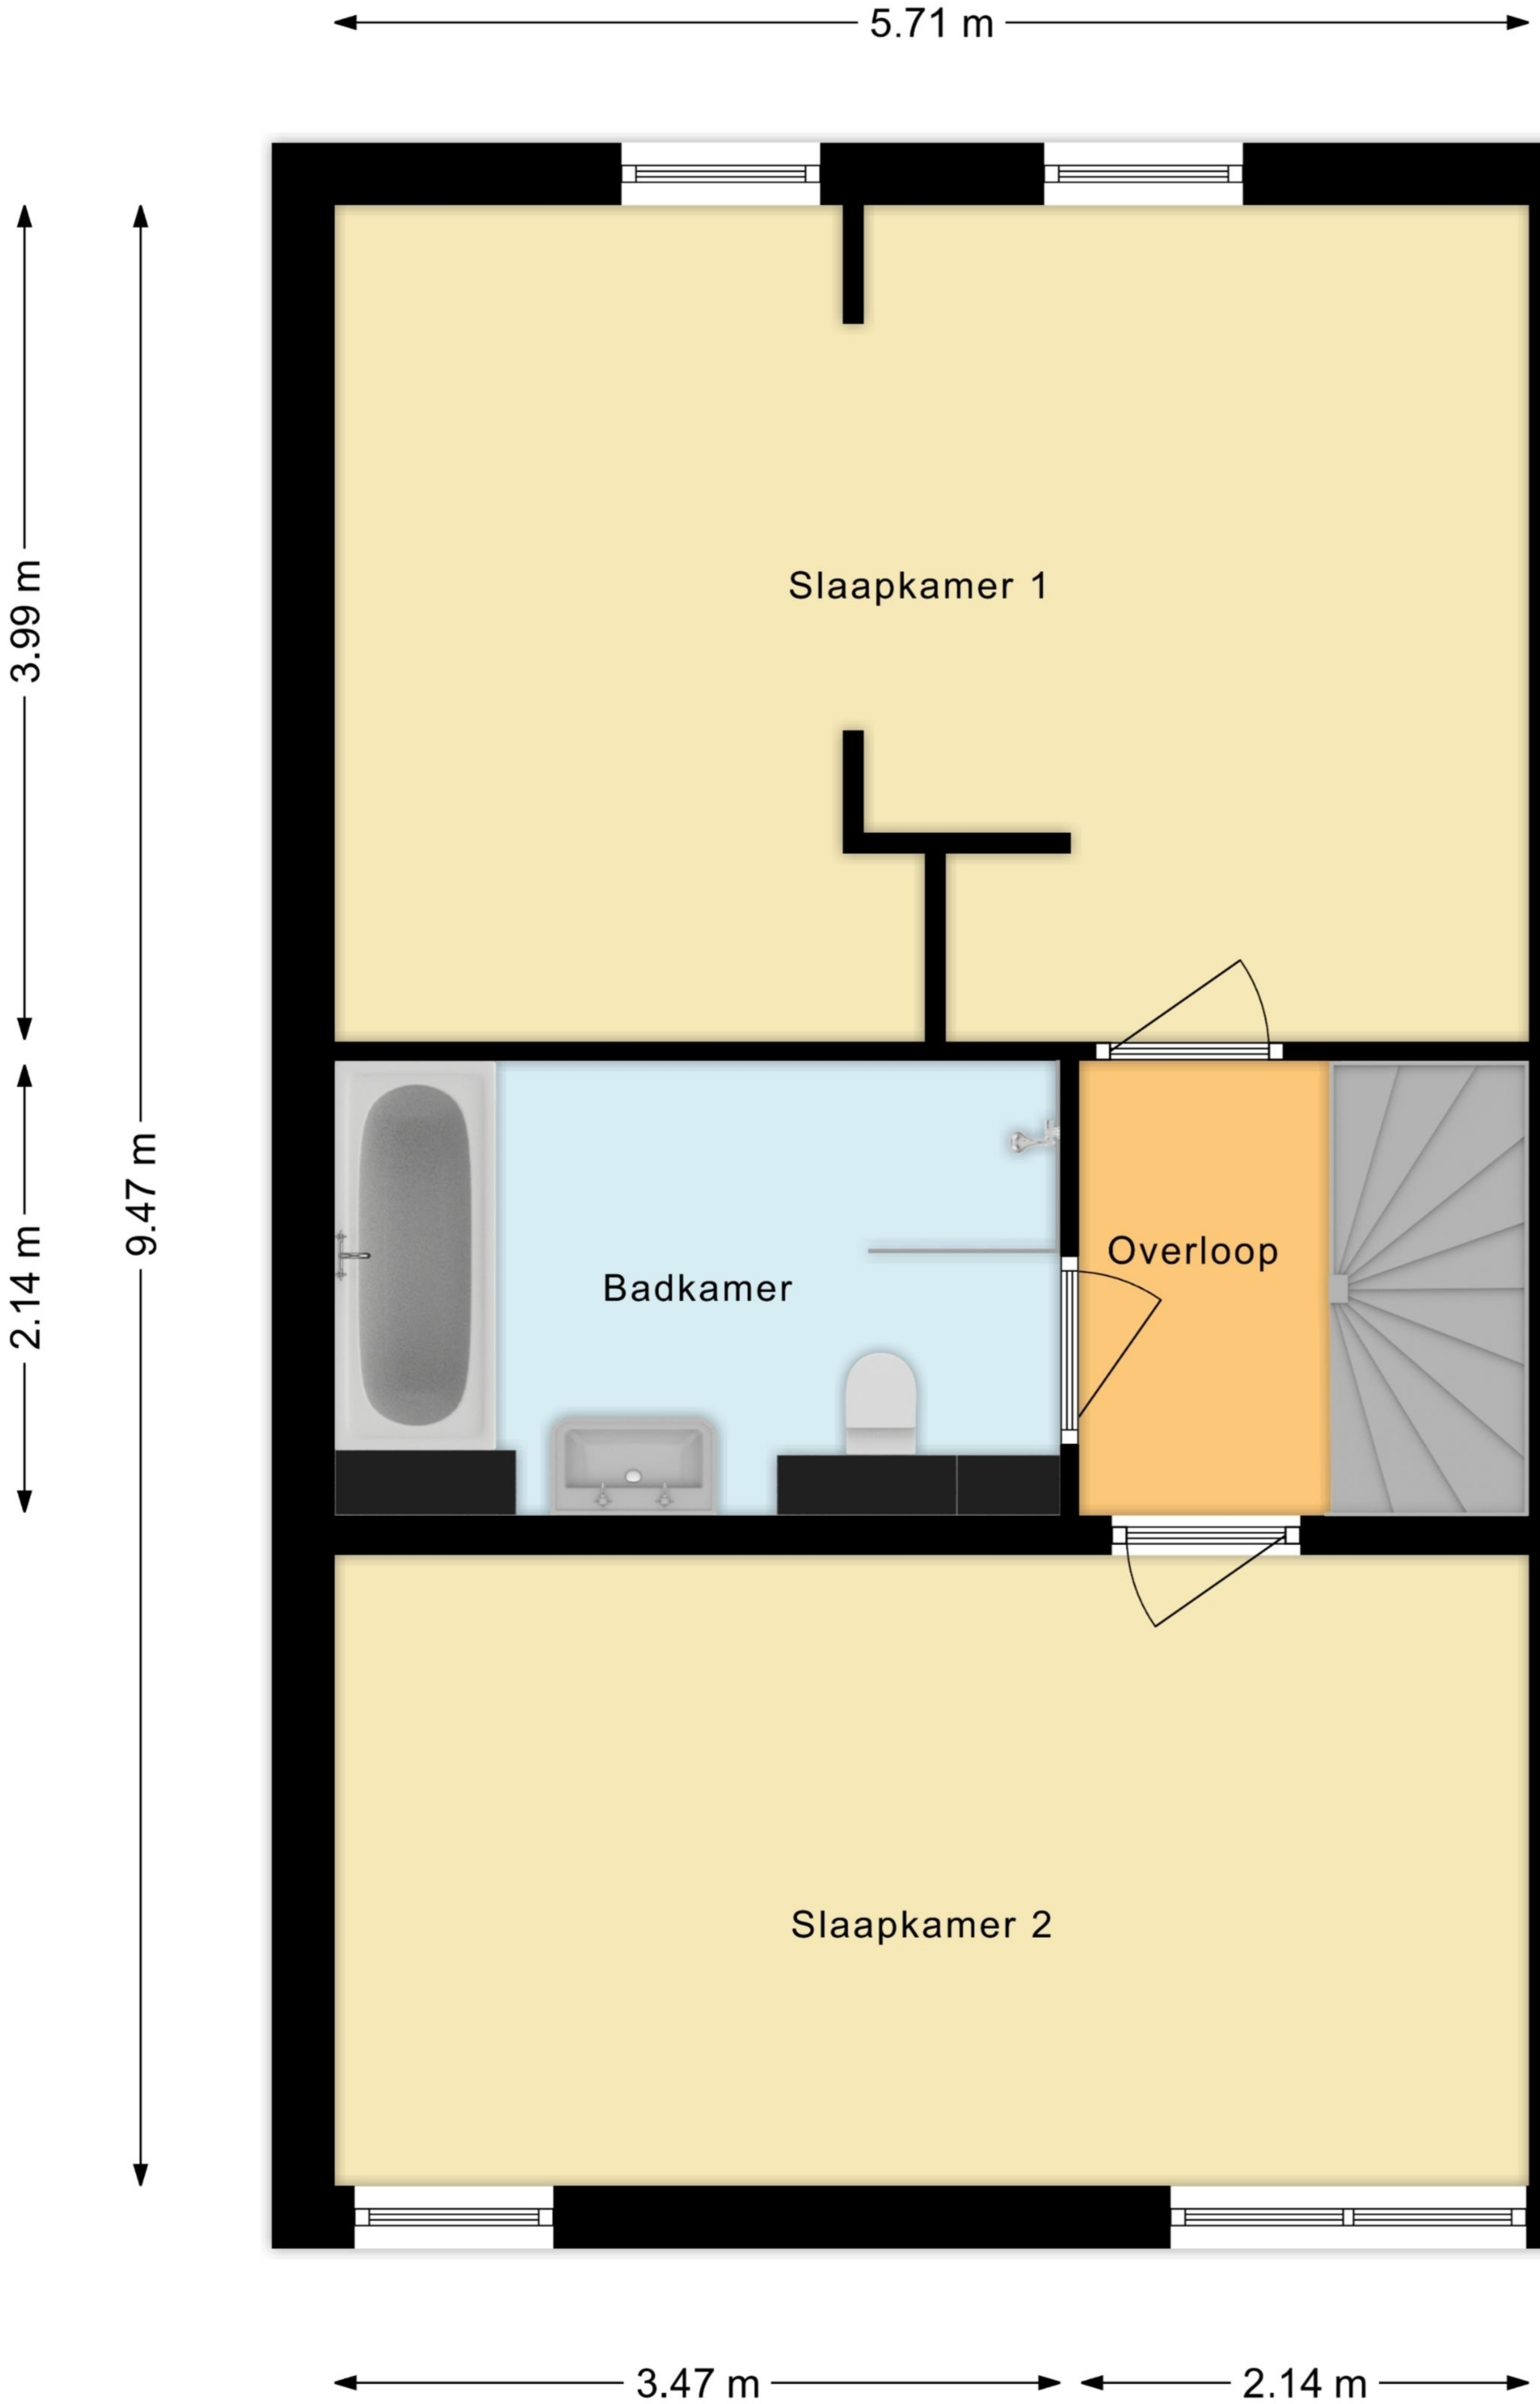 5.71 m
Slaapkamer 1
3.99 m
9.47 m
2.14 m
Badkamer
Overloop
Slaapkamer 2
3.47 m
2.14 m